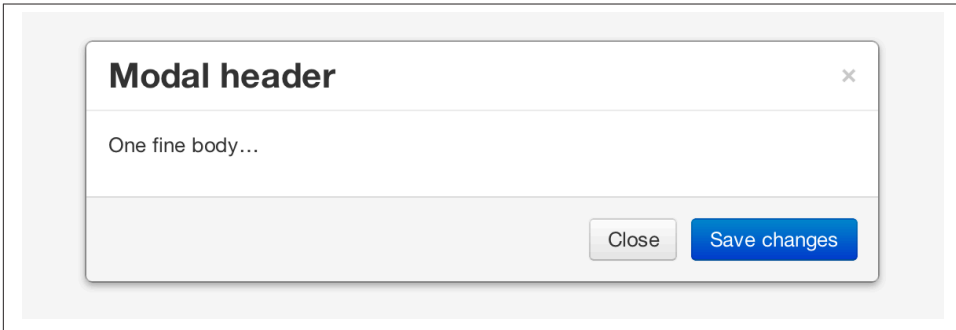 Modal header ×
One fine body…
Close Save changes